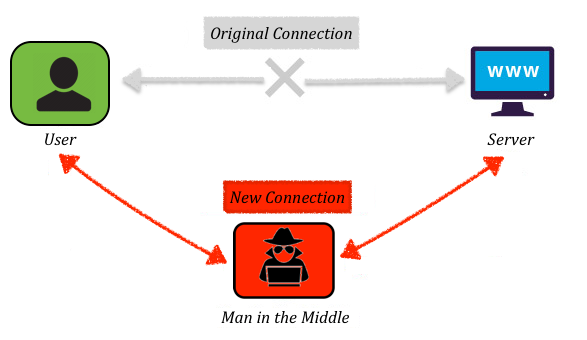 Original Connection
www
User
Server
New Connection
Man in the Middle